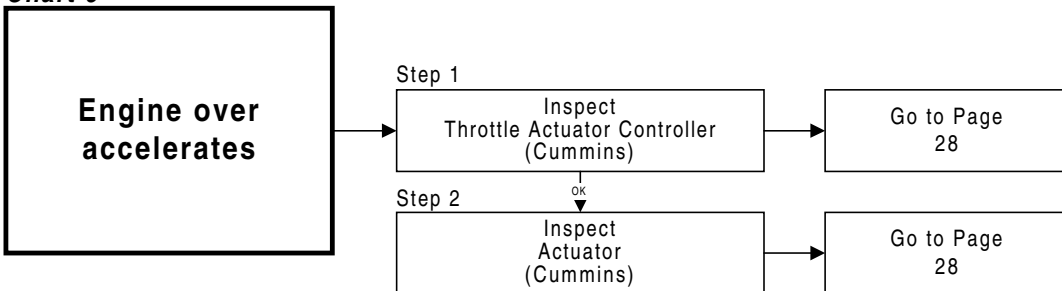 Engine over
accelerates
Step 1
Inspect
Throttle Actuator Controller
(Cummins)
Go to Page
28
OK
Step 2
Inspect
Actuator
(Cummins)
Go to Page
28